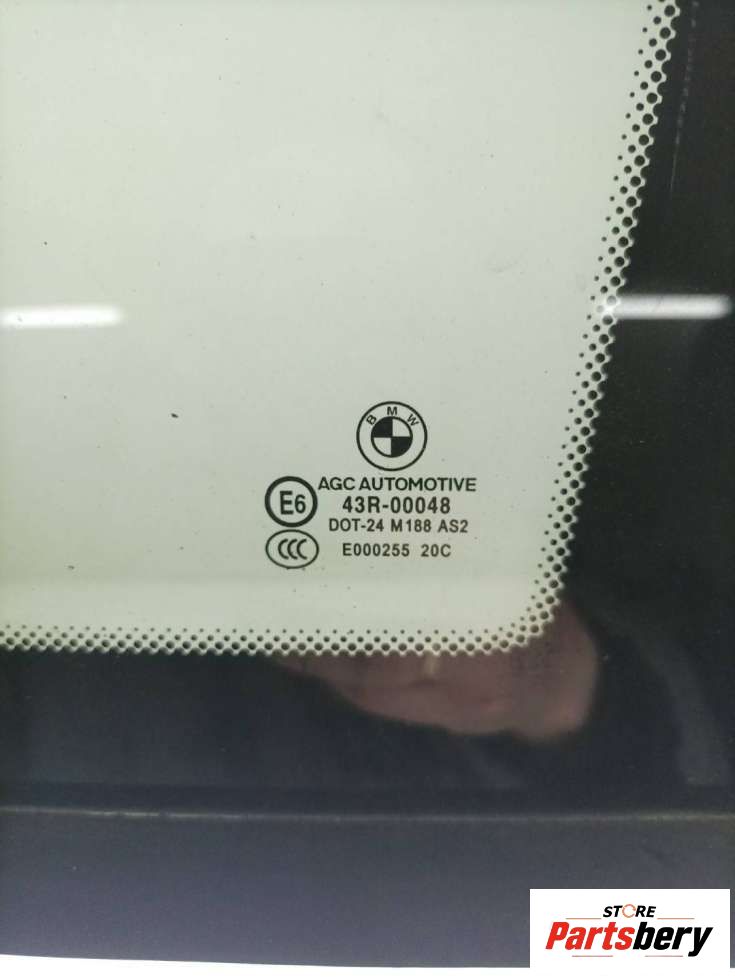 BMW
AGC AUTOMOTIVE
E6
43R-00048
DOT-24 M188 AS2
CCC
E000255 20C
STORE
Partsbery